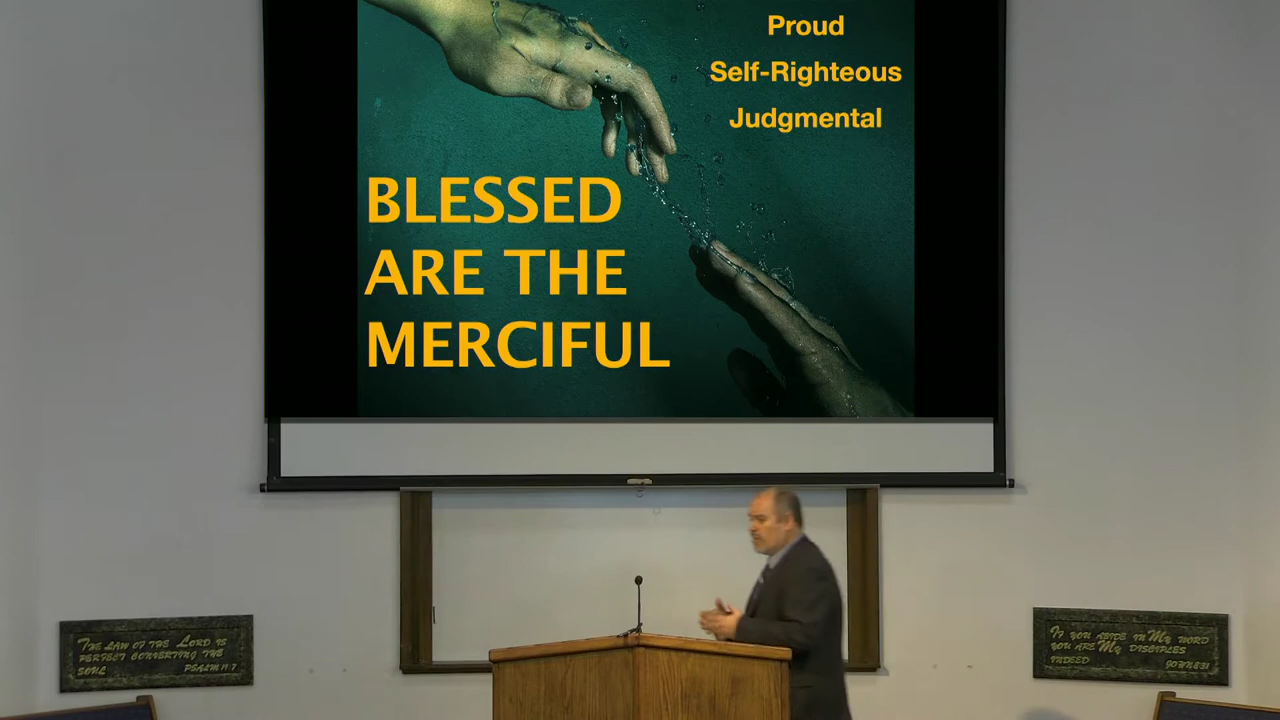 Proud
Self-Righteous
Judgmental
BLESSED
ARE THE
MERCIFUL
THE LAW OF THE LORD IS
PERFECT CONVERTING THE
SOUL PSALM 19:7
IF YOU ABIDE IN MY WORD
YOU ARE MY DISCIPLES
INDEED JOHN 8:31